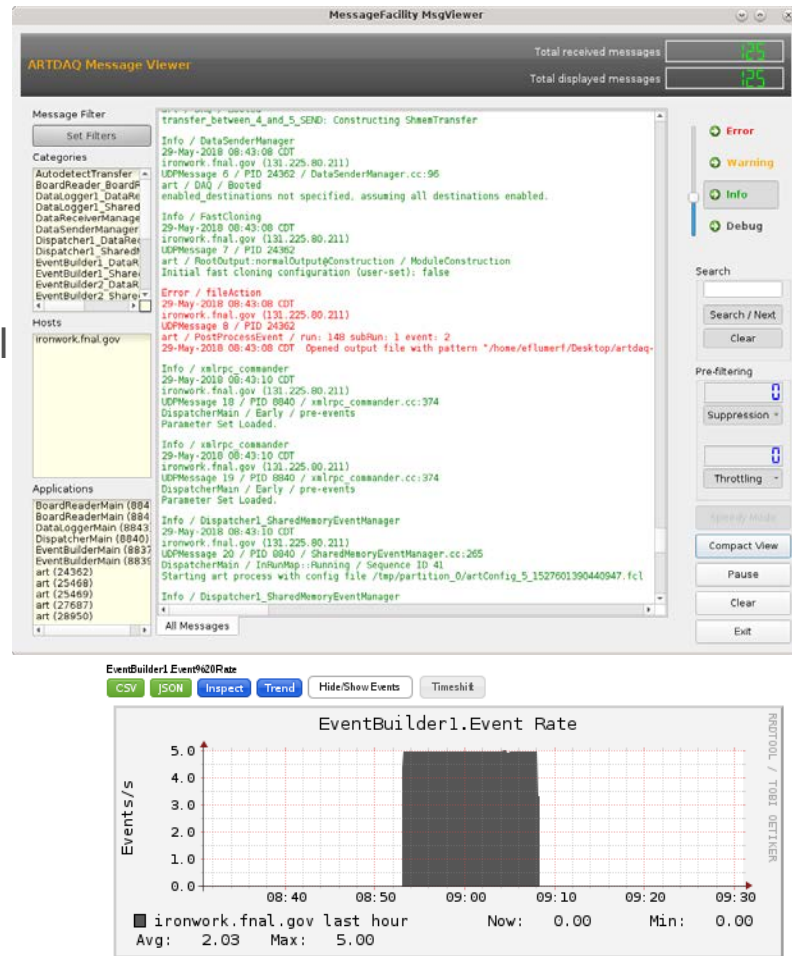 MessageFacility MsgViewer
ARTDAQ Message Viewer
Total received messages 125
Total displayed messages 125
Message Filter
Set Filters
Categories
AutodetectTransfer
BoardReader_BoardR
DataLogger1_DataRe
DataLogger1_Shared
DataReceiverManage
DataSenderManager
Dispatcher1_DataRec
Dispatcher1_SharedM
EventBuilder1_DataR
EventBuilder1_Share
EventBuilder2_DataR
EventBuilder2_Share
Hosts
ironwork.fnal.gov
Applications
BoardReaderMain (884
BoardReaderMain (884
DataLoggerMain (8843
DispatcherMain (8840)
EventBuilderMain (8837
EventBuilderMain (8839
art (24362)
art (25468)
art (25469)
art (27687)
art (28950)
art / DAQ / Booted
transfer_between_4_and_5_SEND: Constructing ShmemTransfer
Info / DataSenderManager
29-May-2018 08:43:08 CDT
ironwork.fnal.gov (131.225.80.211)
UDPMessage 6 / PID 24362 / DataSenderManager.cc:96
art / DAQ / Booted
enabled_destinations not specified, assuming all destinations enabled.
Info / FastCloning
29-May-2018 08:43:08 CDT
ironwork.fnal.gov (131.225.80.211)
UDPMessage 7 / PID 24362
art / RootOutput:normalOutput@Construction / ModuleConstruction
Initial fast cloning configuration (user-set): false
Error / fileAction
29-May-2018 08:43:08 CDT
ironwork.fnal.gov (131.225.80.211)
UDPMessage 8 / PID 24362
art / PostProcessEvent / run: 148 subRun: 1 event: 2
29-May-2018 08:43:08 CDT Opened output file with pattern "/home/eflumerf/Desktop/artdaq-
Info / xmlrpc_commander
29-May-2018 08:43:10 CDT
ironwork.fnal.gov (131.225.80.211)
UDPMessage 18 / PID 8840 / xmlrpc_commander.cc:374
DispatcherMain / Early / pre-events
Parameter Set Loaded.
Info / xmlrpc_commander
29-May-2018 08:43:10 CDT
ironwork.fnal.gov (131.225.80.211)
UDPMessage 19 / PID 8840 / xmlrpc_commander.cc:374
DispatcherMain / Early / pre-events
Parameter Set Loaded.
Info / Dispatcher1_SharedMemoryEventManager
29-May-2018 08:43:10 CDT
ironwork.fnal.gov (131.225.80.211)
UDPMessage 20 / PID 8840 / SharedMemoryEventManager.cc:265
DispatcherMain / InRunMap::Running / Sequence ID 41
Starting art process with config file /tmp/partition_0/artConfig_5_1527601390440947.fcl
Info / Dispatcher1_SharedMemoryEventManager
All Messages
Error
Warning
Info
Debug
Search
Search / Next
Clear
Pre-filtering
0
Suppression
0
Throttling
Compact View
Pause
Clear
Exit
EventBuilder1.Event%20Rate
CSV JSON Inspect Trend Hide/Show Events Timeshift
EventBuilder1.Event Rate
RRDTOOL / TOBI OETIKER
Events/s
5.0
4.0
3.0
2.0
1.0
0.0
08:40 08:50 09:00 09:10 09:20 09:30
ironwork.fnal.gov last hour Now: 0.00 Min: 0.00
Avg: 2.03 Max: 5.00